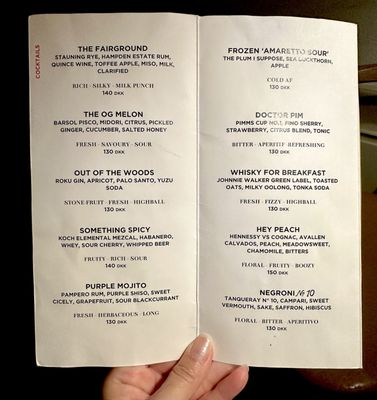 COCKTAILS
THE FAIRGROUND
STAUNING RYE, HAMPDEN ESTATE RUM,
QUINCE WINE, TOFFEE APPLE, MISO, MILK,
CLARIFIED
RICH · SILKY · MILK PUNCH
140 DKK
THE OG MELON
BARSOL PISCO, MIDORI, CITRUS, PICKLED
GINGER, CUCUMBER, SALTED HONEY
FRESH · SAVOURY · SOUR
130 DKK
OUT OF THE WOODS
ROKU GIN, APRICOT, PALO SANTO, YUZU
SODA
STONE FRUIT · FRESH · HIGHBALL
130 DKK
SOMETHING SPICY
KOCH ELEMENTAL MEZCAL, HABANERO,
WHEY, SOUR CHERRY, WHIPPED BEER
FRUITY · RICH · SOUR
140 DKK
PURPLE MOJITO
PAMPERO RUM, PURPLE SHISO, SWEET
CICELY, GRAPEFRUIT, SOUR BLACKCURRANT
FRESH · HERBACEOUS · LONG
130 DKK
FROZEN 'AMARETTO SOUR'
THE PLUM I SUPPOSE, SEA BUCKTHORN,
APPLE
COLD AF
130 DKK
DOCTOR PIM
PIMMS CUP NO.1, FINO SHERRY,
STRAWBERRY, CITRUS BLEND, TONIC
BITTER · APERITIF · REFRESHING
130 DKK
WHISKY FOR BREAKFAST
JOHNNIE WALKER GREEN LABEL, TOASTED
OATS, MILKY OOLONG, TONKA SODA
FRESH · FIZZY · HIGHBALL
130 DKK
HEY PEACH
HENNESSY VS COGNAC, AVALLEN
CALVADOS, PEACH, MEADOWSWEET,
CHAMOMILE, BITTERS
FLORAL · FRUITY · BOOZY
150 DKK
NEGRONI № 10
TANQUERAY Nº 10, CAMPARI, SWEET
VERMOUTH, SAKE, SAFFRON, HIBISCUS
FLORAL · BITTER · APERITIVO
130 DKK